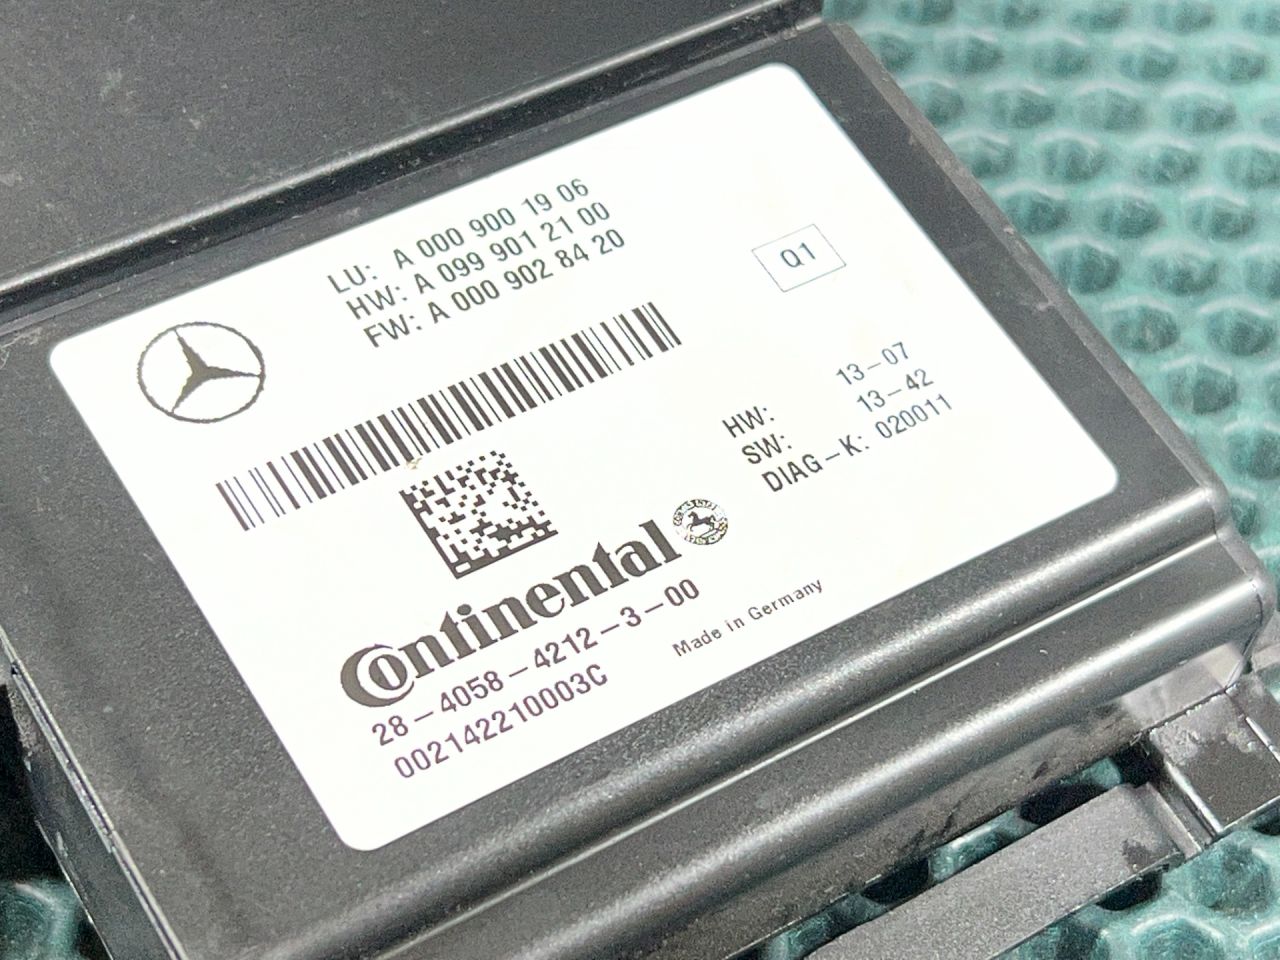 LU: A 000 900 19 06
HW: A 099 901 21 00
FW: A 000 902 84 20
Q1
HW: 13-07
SW: 13-42
DIAG-K: 020011
Continental
28-4058-4212-3-00
002142210003C
Made in Germany